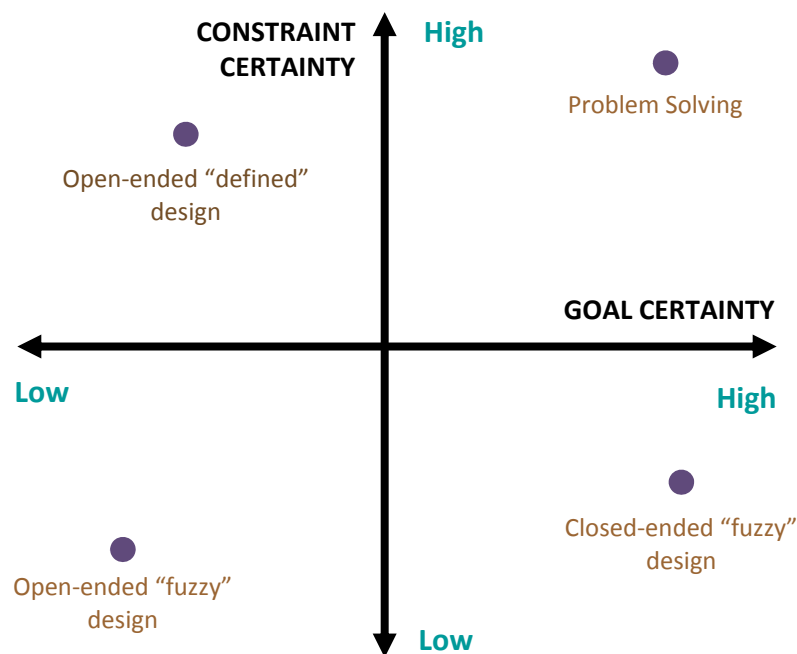 CONSTRAINT
CERTAINTY
High
Problem Solving
Open-ended “defined”
design
GOAL CERTAINTY
Low
High
Closed-ended “fuzzy”
design
Open-ended “fuzzy”
design
Low